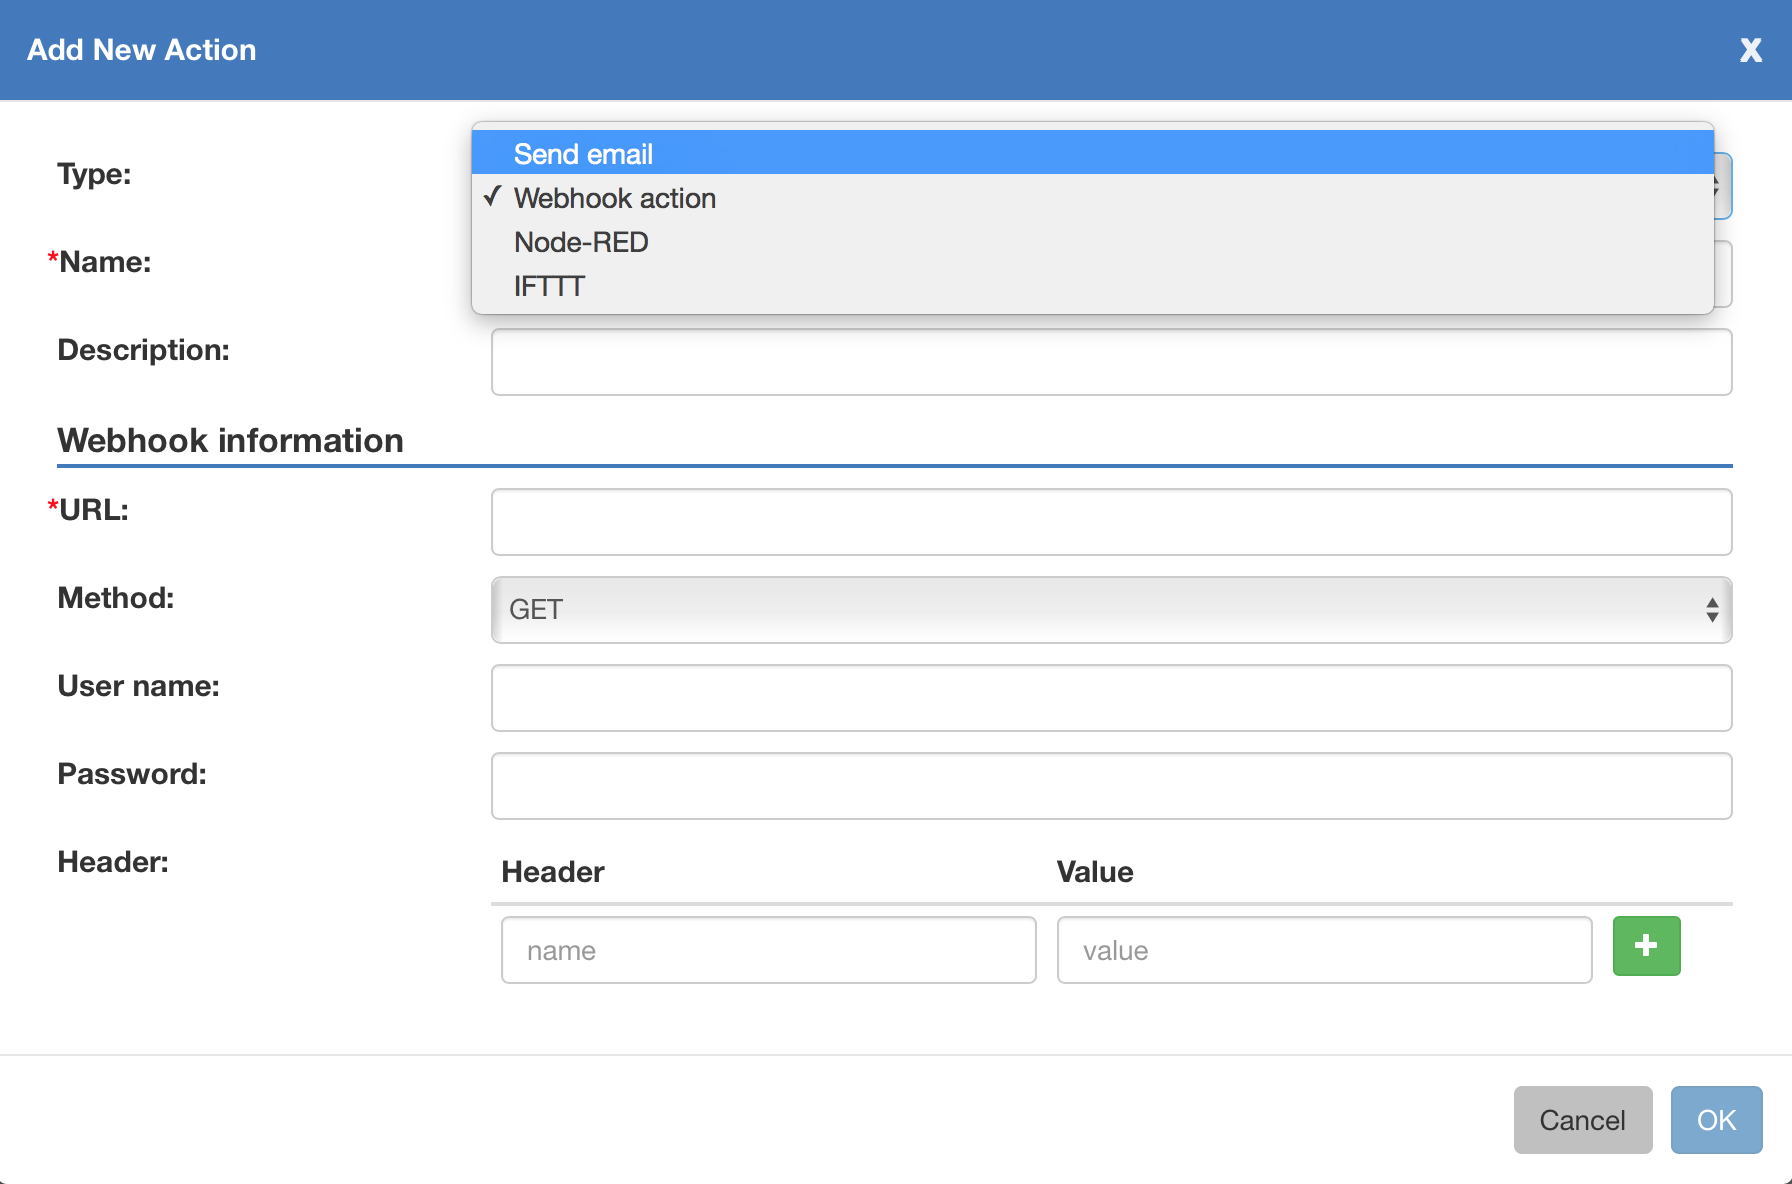 Add New Action
X
Type:
Send email
✓ Webhook action
Node-RED
IFTTT
*Name:
Description:
Webhook information
*URL:
Method:
GET
User name:
Password:
Header:
Header Value
name value +
Cancel OK